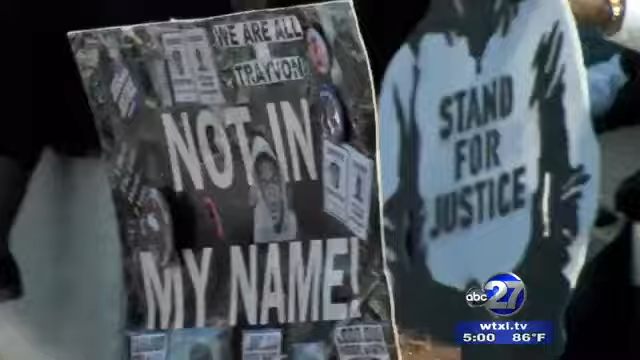 WE ARE ALL
TRAYVON
NOT IN
MY NAME!
STAND
FOR
JUSTICE
abc 27
wtxl.tv
5:00 86°F